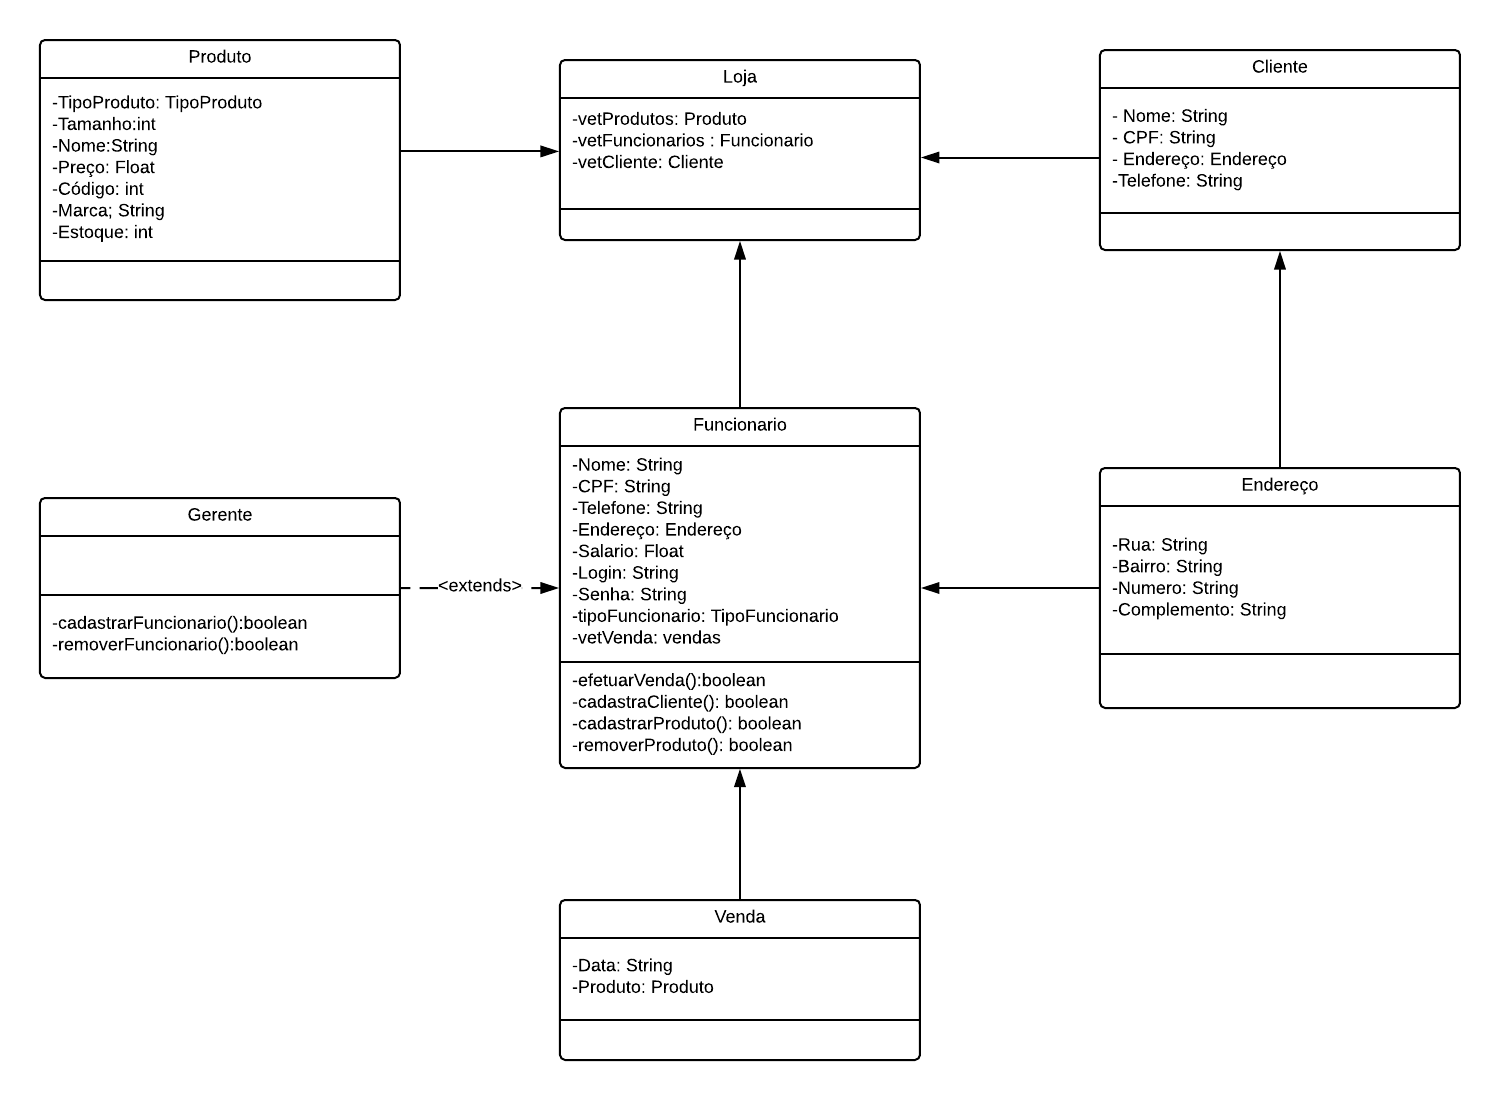 Produto
-TipoProduto: TipoProduto
-Tamanho:int
-Nome:String
-Preço: Float
-Código: int
-Marca; String
-Estoque: int
Loja
-vetProdutos: Produto
-vetFuncionarios : Funcionario
-vetCliente: Cliente
Cliente
- Nome: String
- CPF: String
- Endereço: Endereço
-Telefone: String
Gerente
-cadastrarFuncionario():boolean
-removerFuncionario():boolean
<extends>
Funcionario
-Nome: String
-CPF: String
-Telefone: String
-Endereço: Endereço
-Salario: Float
-Login: String
-Senha: String
-tipoFuncionario: TipoFuncionario
-vetVenda: vendas
-efetuarVenda():boolean
-cadastraCliente(): boolean
-cadastrarProduto(): boolean
-removerProduto(): boolean
Endereço
-Rua: String
-Bairro: String
-Numero: String
-Complemento: String
Venda
-Data: String
-Produto: Produto